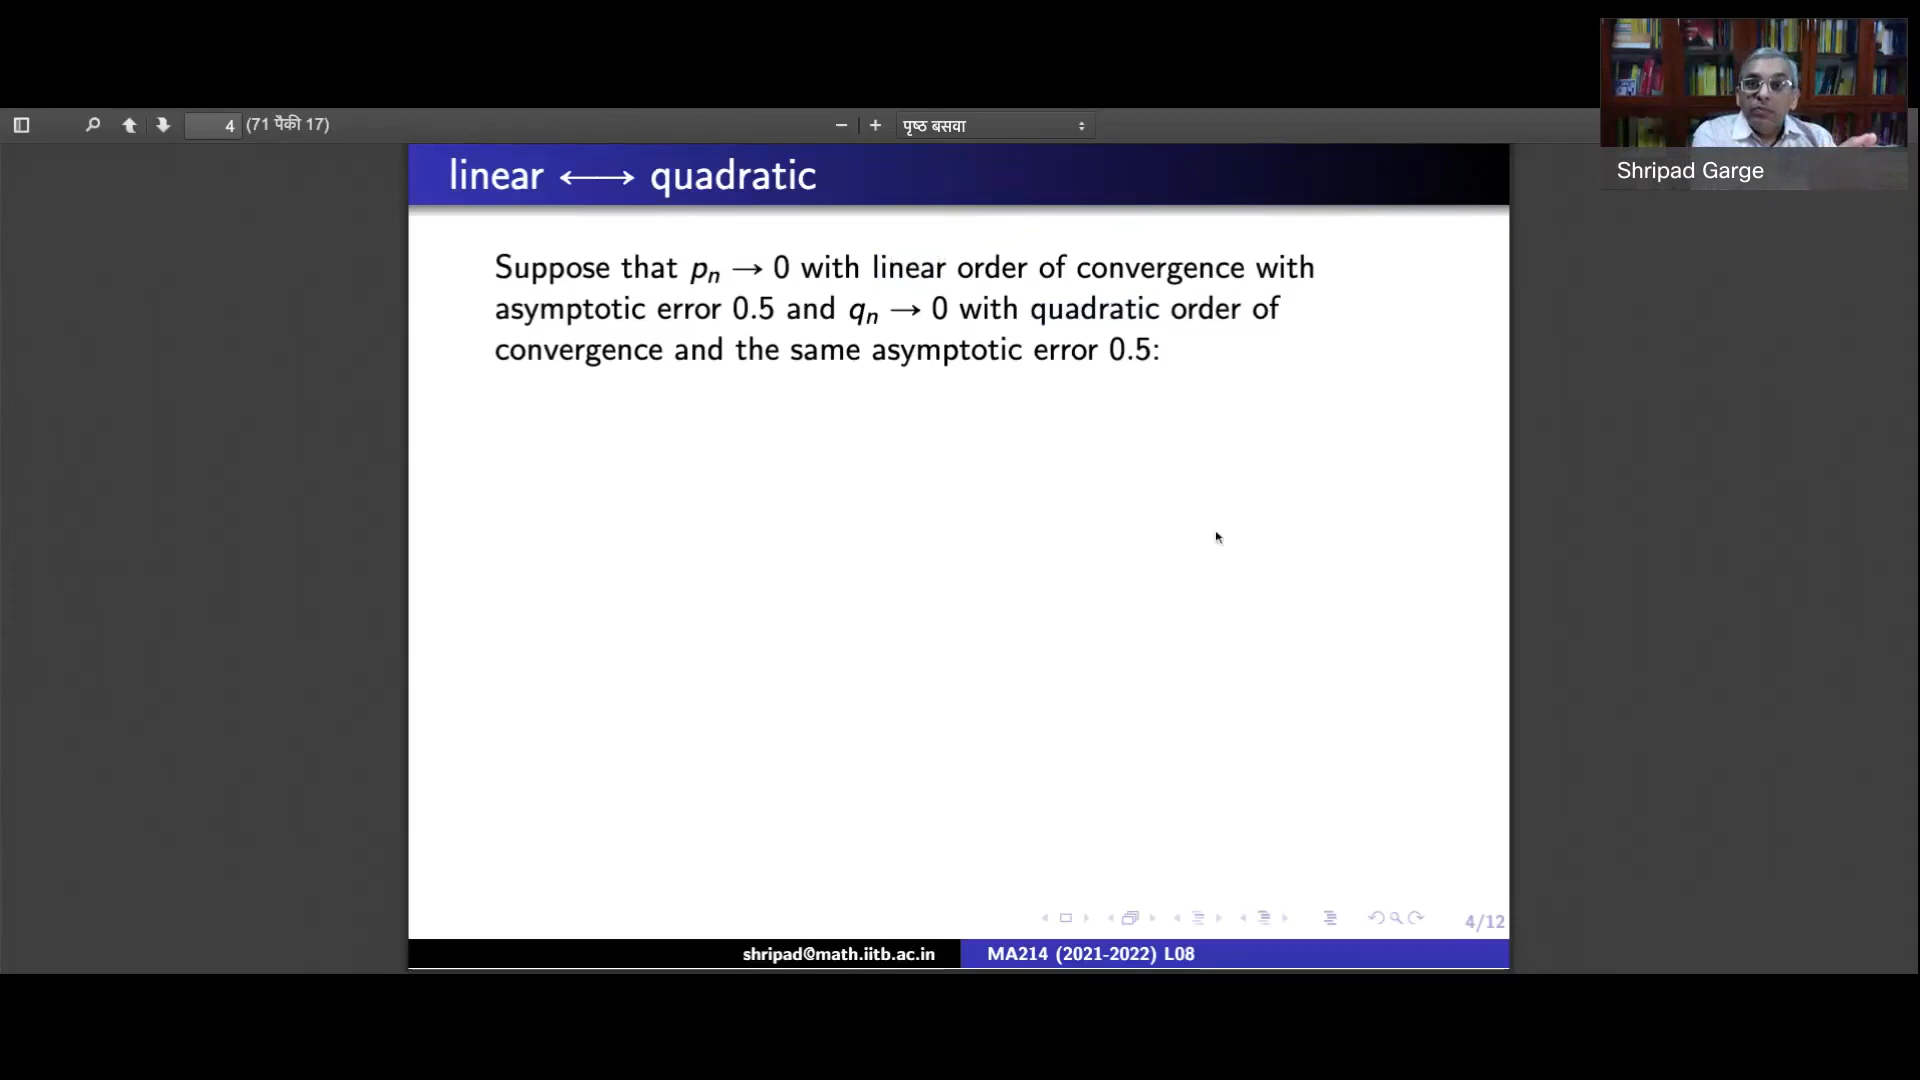 4 (71 पैकी 17)
पृष्ठ बसवा
Shripad Garge
linear ⟷ quadratic
Suppose that pₙ → 0 with linear order of convergence with
asymptotic error 0.5 and qₙ → 0 with quadratic order of
convergence and the same asymptotic error 0.5:
4/12
shripad@math.iitb.ac.in MA214 (2021-2022) L08